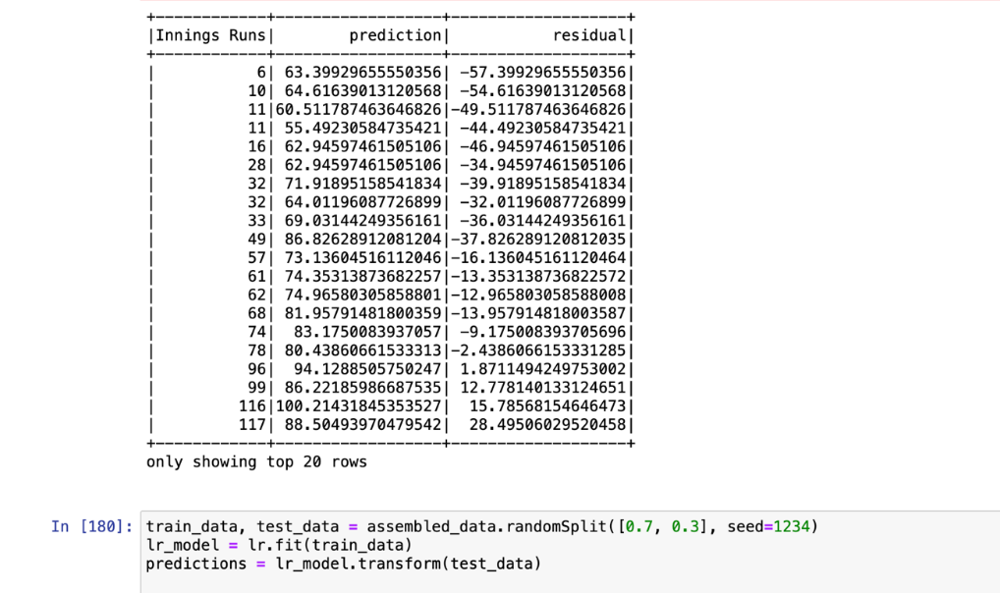 +------------+------------------+-------------------+
|Innings Runs|        prediction|           residual|
+------------+------------------+-------------------+
|           6| 63.39929655550356| -57.39929655550356|
|          10| 64.61639013120568| -54.61639013120568|
|          11|60.511787463646826|-49.511787463646826|
|          11| 55.49230584735421| -44.49230584735421|
|          16| 62.94597461505106| -46.94597461505106|
|          28| 62.94597461505106| -34.94597461505106|
|          32| 71.91895158541834| -39.91895158541834|
|          32| 64.01196087726899| -32.01196087726899|
|          33| 69.03144249356161| -36.03144249356161|
|          49| 86.82628912081204|-37.826289120812035|
|          57| 73.13604516112046|-16.136045161120464|
|          61| 74.35313873682257|-13.353138736822572|
|          62| 74.96580305858801|-12.965803058588008|
|          68| 81.95791481800359|-13.957914818003587|
|          74|  83.1750083937057| -9.175008393705696|
|          78| 80.43860661533313|-2.4386066153331285|
|          96|  94.1288505750247| 1.8711494249753002|
|          99| 86.22185986687535| 12.778140133124651|
|         116|100.21431845353527|  15.78568154646473|
|         117| 88.50493970479542|  28.49506029520458|
+------------+------------------+-------------------+
only showing top 20 rows
In [180]: train_data, test_data = assembled_data.randomSplit([0.7, 0.3], seed=1234)
lr_model = lr.fit(train_data)
predictions = lr_model.transform(test_data)